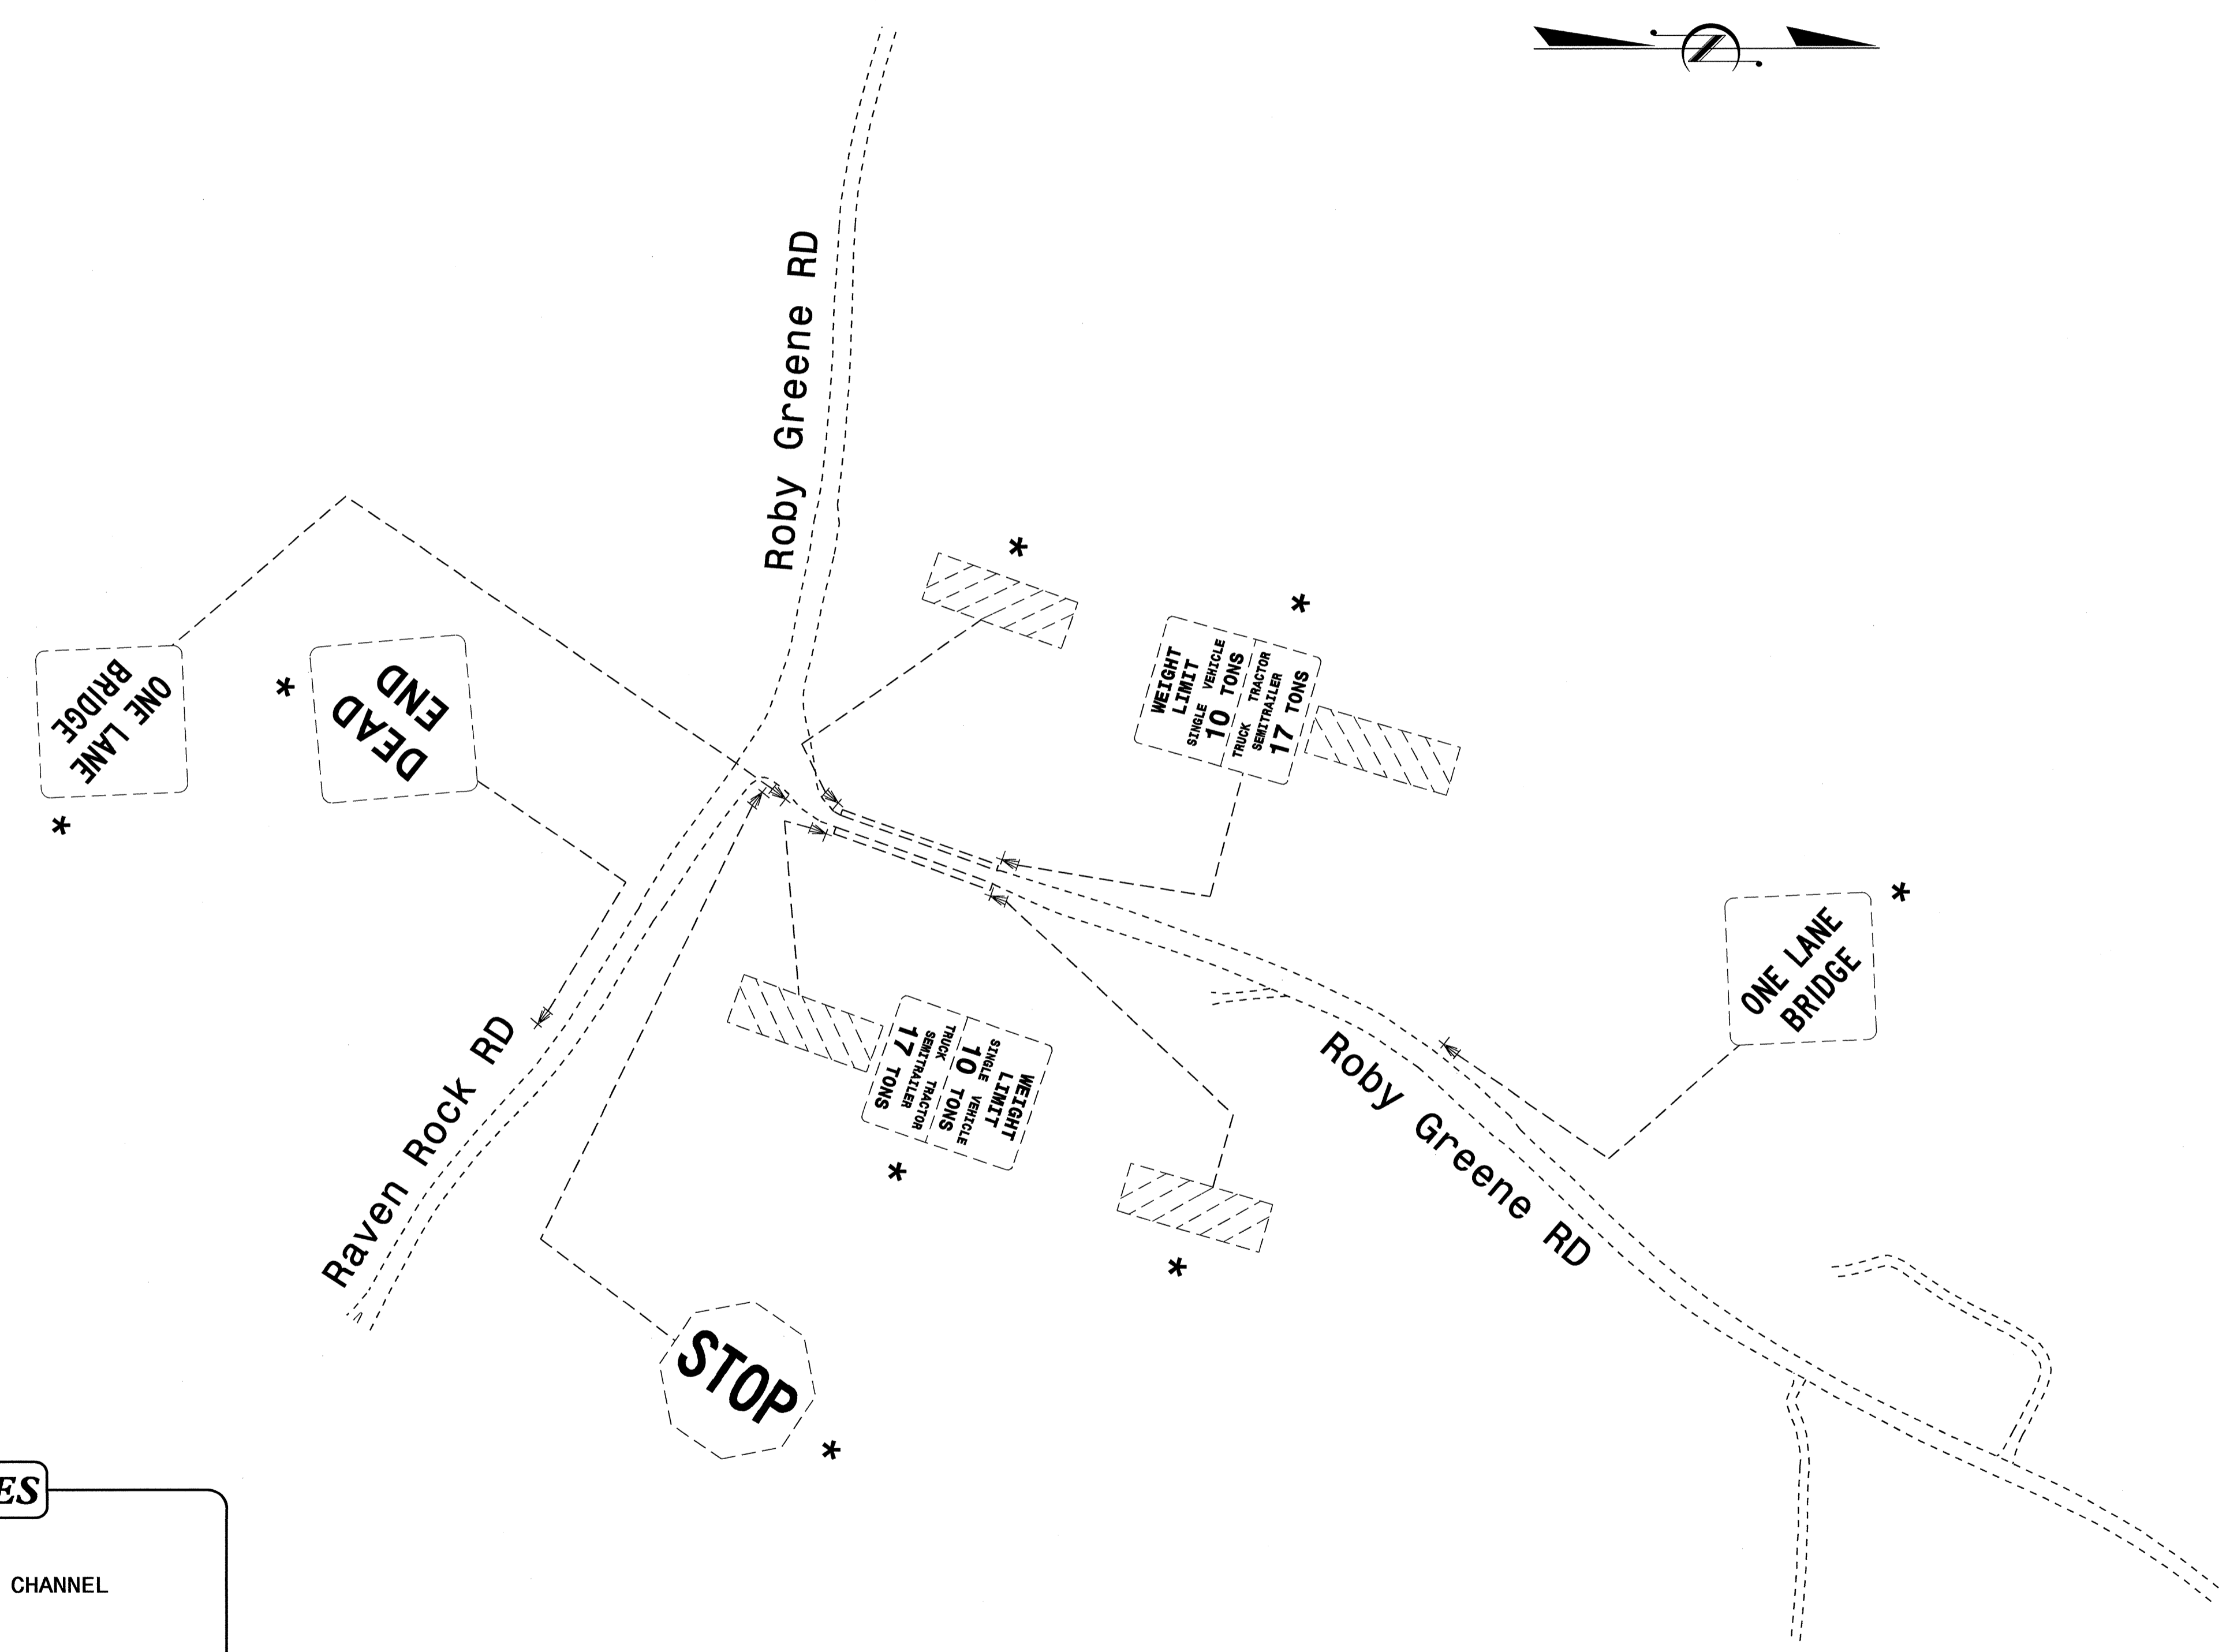 Roby Greene RD
*
*
WEIGHT
LIMIT
SINGLE VEHICLE
10 TONS
TRUCK TRACTOR
SEMITRAILER
17 TONS
ONE LANE
BRIDGE
*
DEAD
END
*
ONE LANE
BRIDGE
*
Raven Rock RD
WEIGHT
LIMIT
SINGLE VEHICLE
10 TONS
TRUCK TRACTOR
SEMITRAILER
17 TONS
*
*
Roby Greene RD
STOP
*
ES
CHANNEL